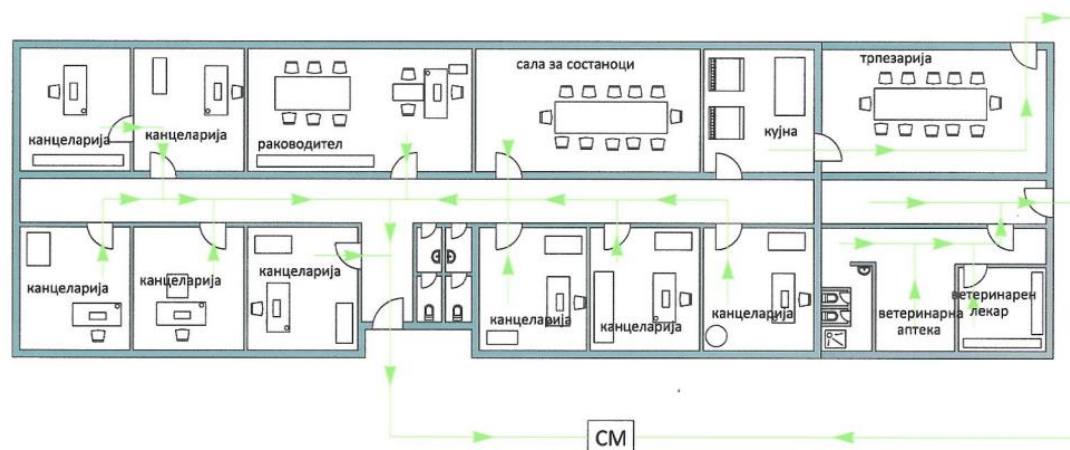 канцеларија
канцеларија
раководител
сала за состаноци
кујна
трпезарија
канцеларија
канцеларија
канцеларија
канцеларија
канцеларија
канцеларија
ветеринарна
аптека
ветеринарен
лекар
СМ